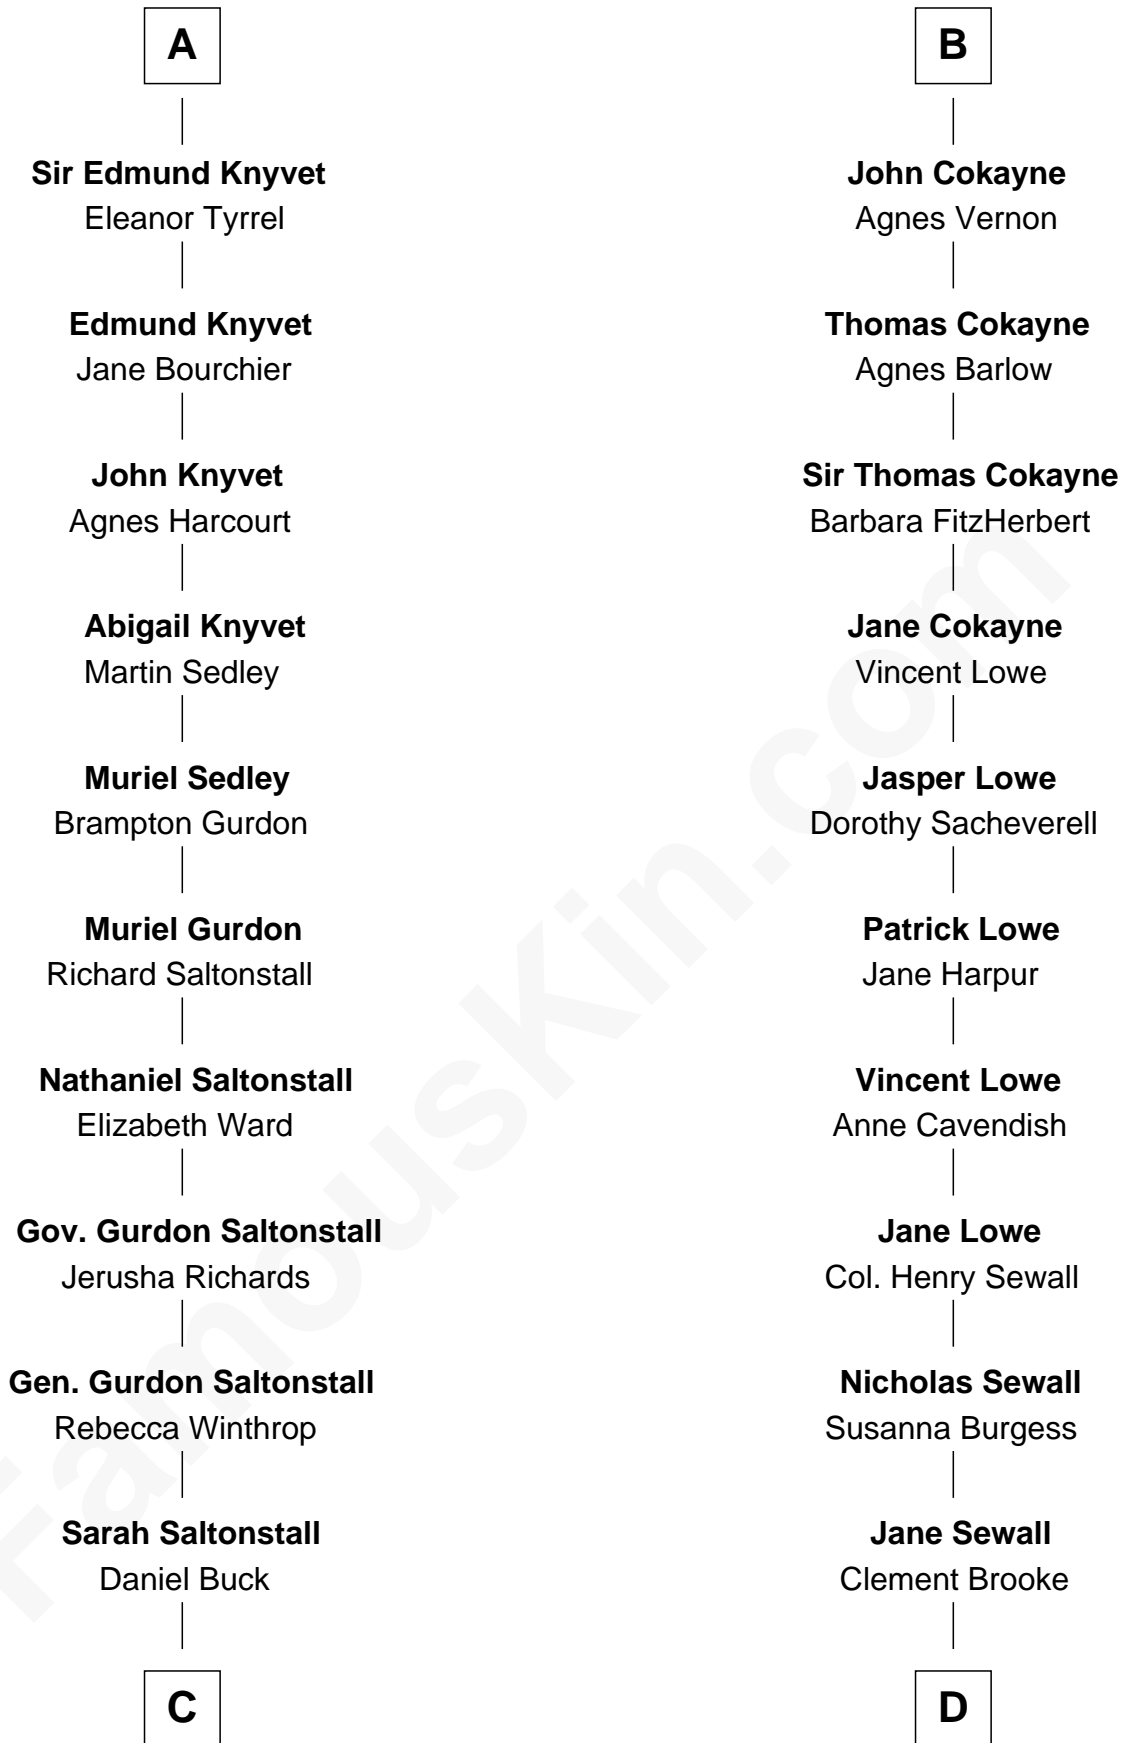 A
Sir Edmund Knyvet
Eleanor Tyrrel
Edmund Knyvet
Jane Bourchier
John Knyvet
Agnes Harcourt
Abigail Knyvet
Martin Sedley
Muriel Sedley
Brampton Gurdon
Muriel Gurdon
Richard Saltonstall
Nathaniel Saltonstall
Elizabeth Ward
Gov. Gurdon Saltonstall
Jerusha Richards
Gen. Gurdon Saltonstall
Rebecca Winthrop
Sarah Saltonstall
Daniel Buck
C
B
John Cokayne
Agnes Vernon
Thomas Cokayne
Agnes Barlow
Sir Thomas Cokayne
Barbara FitzHerbert
Jane Cokayne
Vincent Lowe
Jasper Lowe
Dorothy Sacheverell
Patrick Lowe
Jane Harpur
Vincent Lowe
Anne Cavendish
Jane Lowe
Col. Henry Sewall
Nicholas Sewall
Susanna Burgess
Jane Sewall
Clement Brooke
D
FamousKin.com